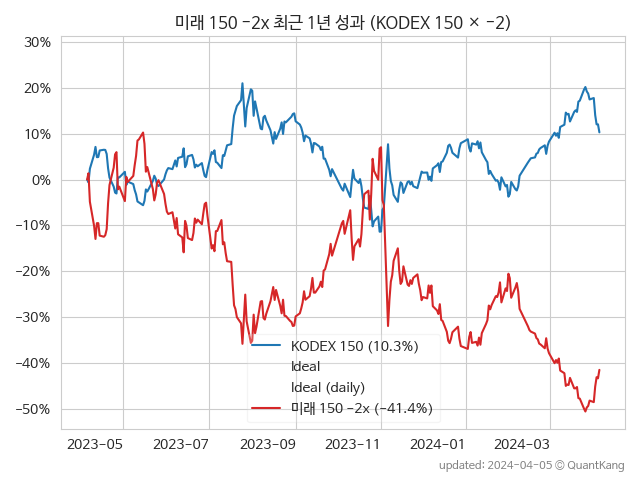 미래 150 −2x 최근 1년 성과 (KODEX 150 × −2)
30%
20%
10%
0%
−10%
−20%
−30%
−40%
−50%
KODEX 150 (10.3%)
Ideal
Ideal (daily)
미래 150 −2x (−41.4%)
2023-05 2023-07 2023-09 2023-11 2024-01 2024-03
updated: 2024-04-05 © QuantKang